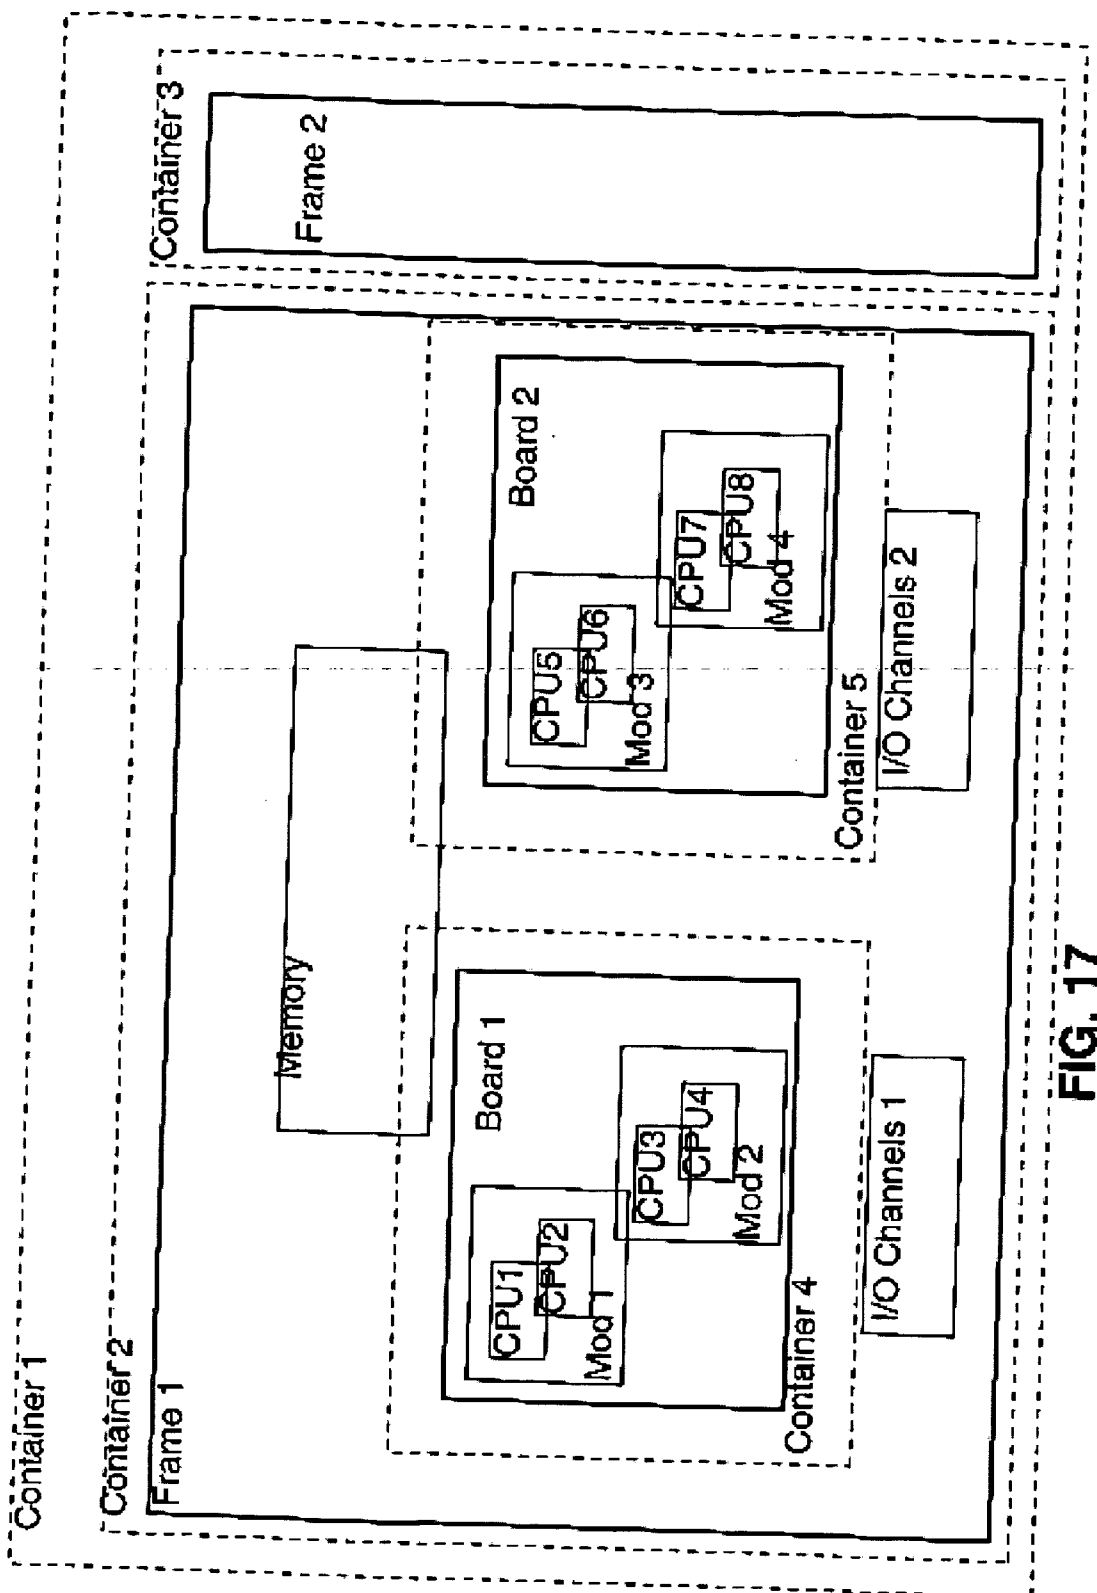 Container 1
Container 2
Container 3
Frame 1
Frame 2
Memory
Board 1
Board 2
CPU1
CPU2
Mod 1
CPU3
CPU4
Mod 2
CPU5
CPU6
Mod 3
CPU7
CPU8
Mod 4
Container 4
Container 5
I/O Channels 1
I/O Channels 2
FIG. 17